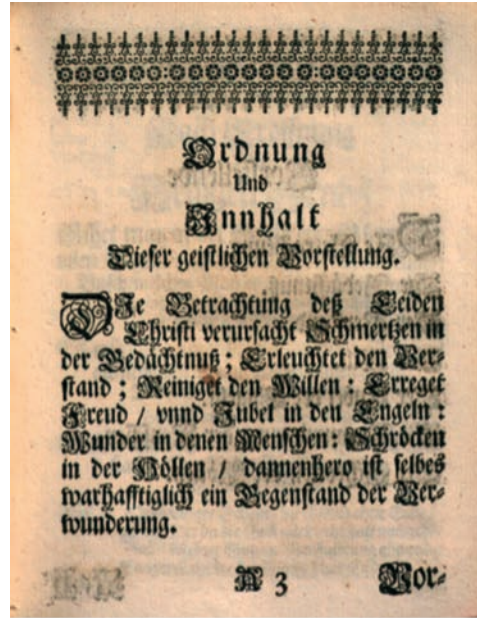 Ordnung
Und
Innhalt
Dieser geistlichen Vorstellung.
DIe Betrachtung deß Leiden
Christi verursacht Schmertzen in
der Gedächtnuß; Erleuchtet den Ver-
stand; Reiniget den Willen: Erreget
Freud / vnnd Jubel in den Engeln:
Wunder in denen Menschen: Schröcken
in der Höllen / dannenhero ist selbes
warhafftiglich ein Gegenstand der Ver-
wunderung.
A 3 Vor-